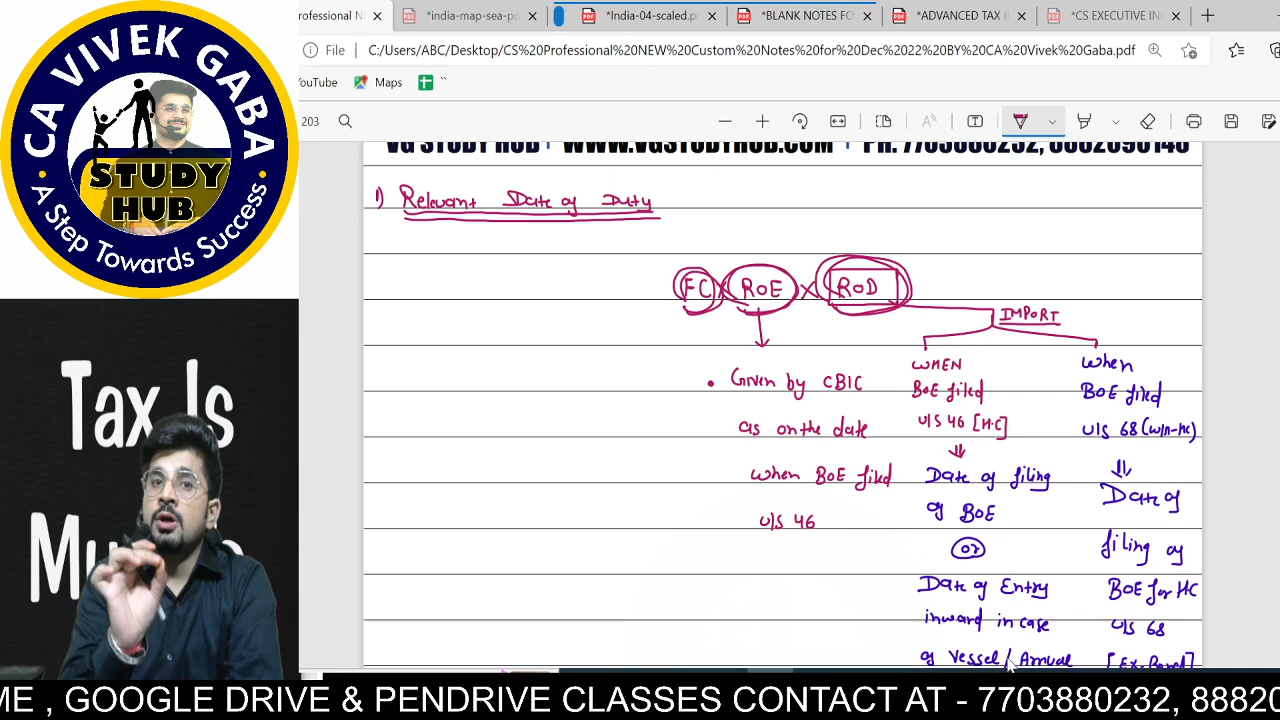 rofessional N
*india-map-sea-po
*India-04-scaled.p
*BLANK NOTES FO
*ADVANCED TAX L
*CS EXECUTIVE IN
File
C:/Users/ABC/Desktop/CS%20Professional%20NEW%20Custom%20Notes%20for%20Dec%202022%20BY%20CA%20Vivek%20Gaba.pdf
ouTube
Maps
203
CA VIVEK GABA
STUDY
HUB
A Step Towards Success
Tax Is
VG STUDY HUB
WWW.VGSTUDYHUB.COM
1) Relevant Date of Duty
FC x RoE x RoD
IMPORT
Given by CBIC
as on the date
when BoE filed
U/S 46
WHEN
BoE filed
U/S 46 [H.C]
Date of filing
of BoE
or
Date of Entry
inward in case
of Vessel / Arrival
When
BoE filed
U/S 68 (W/H-HC)
Date of
filing of
BoE for HC
U/S 68
[Ex-Bond]
ME , GOOGLE DRIVE & PENDRIVE CLASSES CONTACT AT - 7703880232, 88820